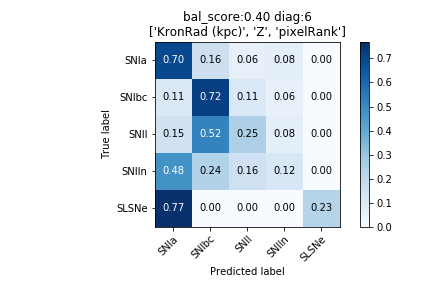 bal_score:0.40 diag:6
['KronRad (kpc)', 'Z', 'pixelRank']
SNIa 0.70 0.16 0.06 0.08 0.00
SNIbc 0.11 0.72 0.11 0.06 0.00
SNII 0.15 0.52 0.25 0.08 0.00
SNIIn 0.48 0.24 0.16 0.12 0.00
SLSNe 0.77 0.00 0.00 0.00 0.23
True label
SNIa SNIbc SNII SNIIn SLSNe
Predicted label
0.7
0.6
0.5
0.4
0.3
0.2
0.1
0.0